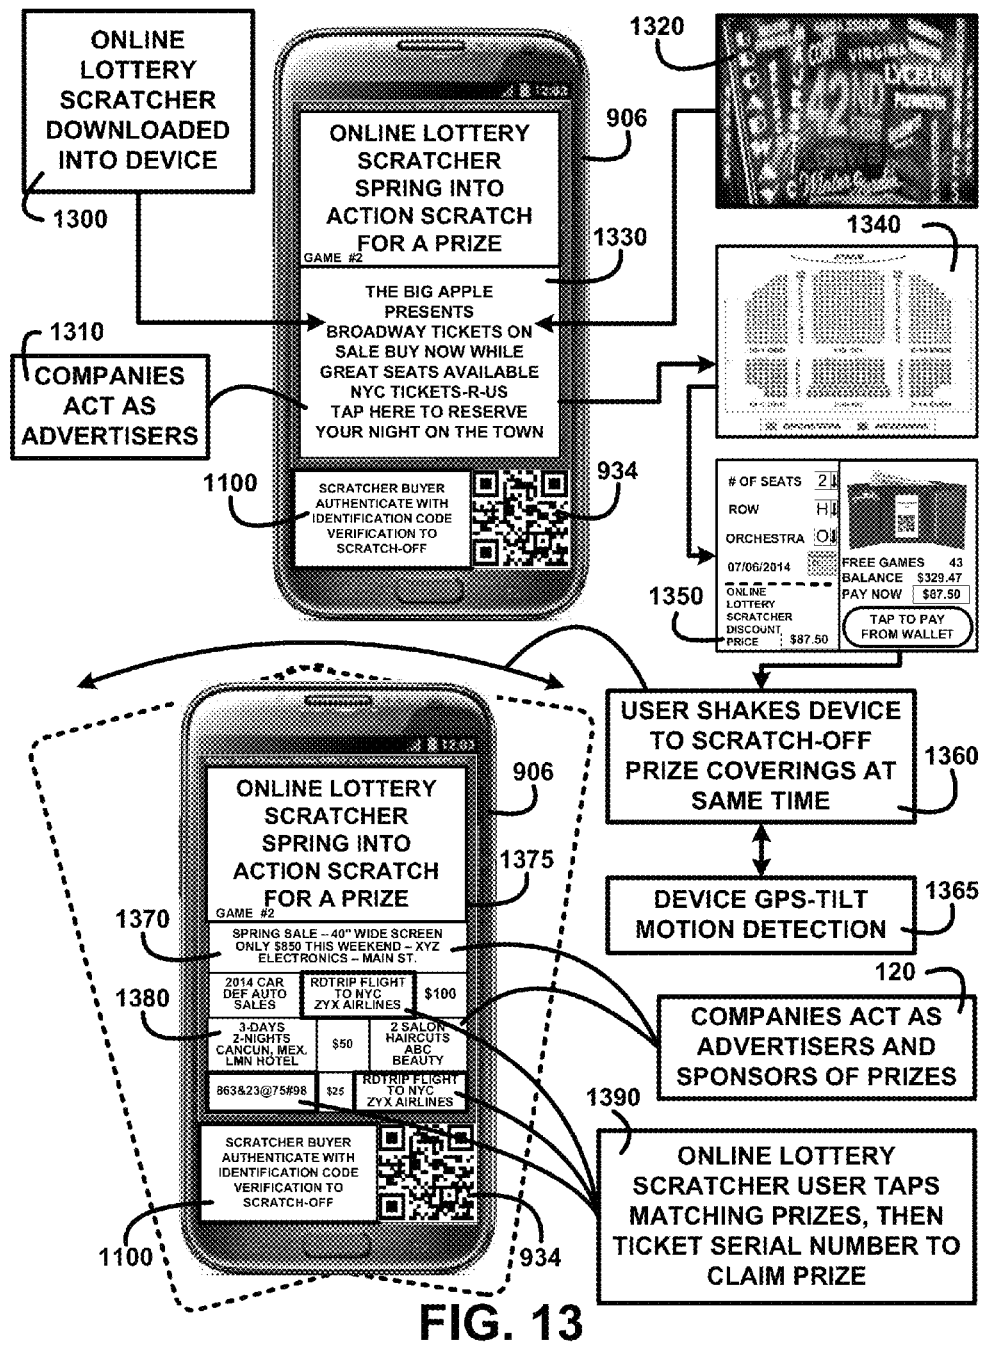 ONLINE
LOTTERY
SCRATCHER
DOWNLOADED
INTO DEVICE
1300
12:03
ONLINE LOTTERY
SCRATCHER
SPRING INTO
ACTION SCRATCH
FOR A PRIZE
GAME #2
906
1320
1330
THE BIG APPLE
PRESENTS
BROADWAY TICKETS ON
SALE BUY NOW WHILE
GREAT SEATS AVAILABLE
NYC TICKETS-R-US
TAP HERE TO RESERVE
YOUR NIGHT ON THE TOWN
1310
COMPANIES
ACT AS
ADVERTISERS
1340
1100
SCRATCHER BUYER
AUTHENTICATE WITH
IDENTIFICATION CODE
VERIFICATION TO
SCRATCH-OFF
934
# OF SEATS 2
ROW H
ORCHESTRA O
07/06/2014
ONLINE
LOTTERY
SCRATCHER
DISCOUNT
PRICE $87.50
FREE GAMES 43
BALANCE $329.47
PAY NOW $87.50
TAP TO PAY
FROM WALLET
1350
USER SHAKES DEVICE
TO SCRATCH-OFF
PRIZE COVERINGS AT
SAME TIME
1360
DEVICE GPS-TILT
MOTION DETECTION
1365
12:03
ONLINE LOTTERY
SCRATCHER
SPRING INTO
ACTION SCRATCH
FOR A PRIZE
GAME #2
906
1375
1370
SPRING SALE – 40" WIDE SCREEN
ONLY $850 THIS WEEKEND – XYZ
ELECTRONICS – MAIN ST.
1380
2014 CAR
DEF AUTO
SALES
RDTRIP FLIGHT
TO NYC
ZYX AIRLINES
$100
3-DAYS
2-NIGHTS
CANCUN, MEX.
LMN HOTEL
$50
2 SALON
HAIRCUTS
ABC
BEAUTY
863&23@75#98
$25
RDTRIP FLIGHT
TO NYC
ZYX AIRLINES
120
COMPANIES ACT AS
ADVERTISERS AND
SPONSORS OF PRIZES
1390
ONLINE LOTTERY
SCRATCHER USER TAPS
MATCHING PRIZES, THEN
TICKET SERIAL NUMBER TO
CLAIM PRIZE
SCRATCHER BUYER
AUTHENTICATE WITH
IDENTIFICATION CODE
VERIFICATION TO
SCRATCH-OFF
1100
934
FIG. 13